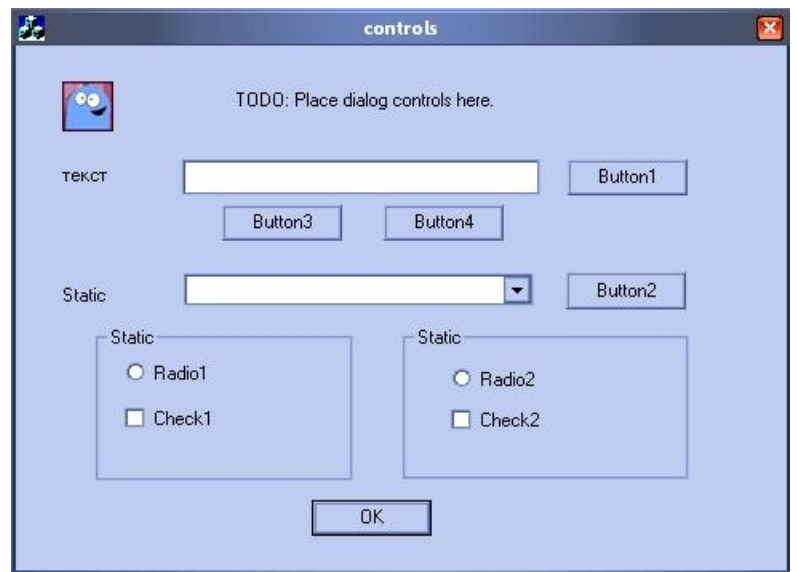 controls
TODO: Place dialog controls here.
текст
Button1
Button3
Button4
Static
Button2
Static
Radio1
Check1
Static
Radio2
Check2
OK